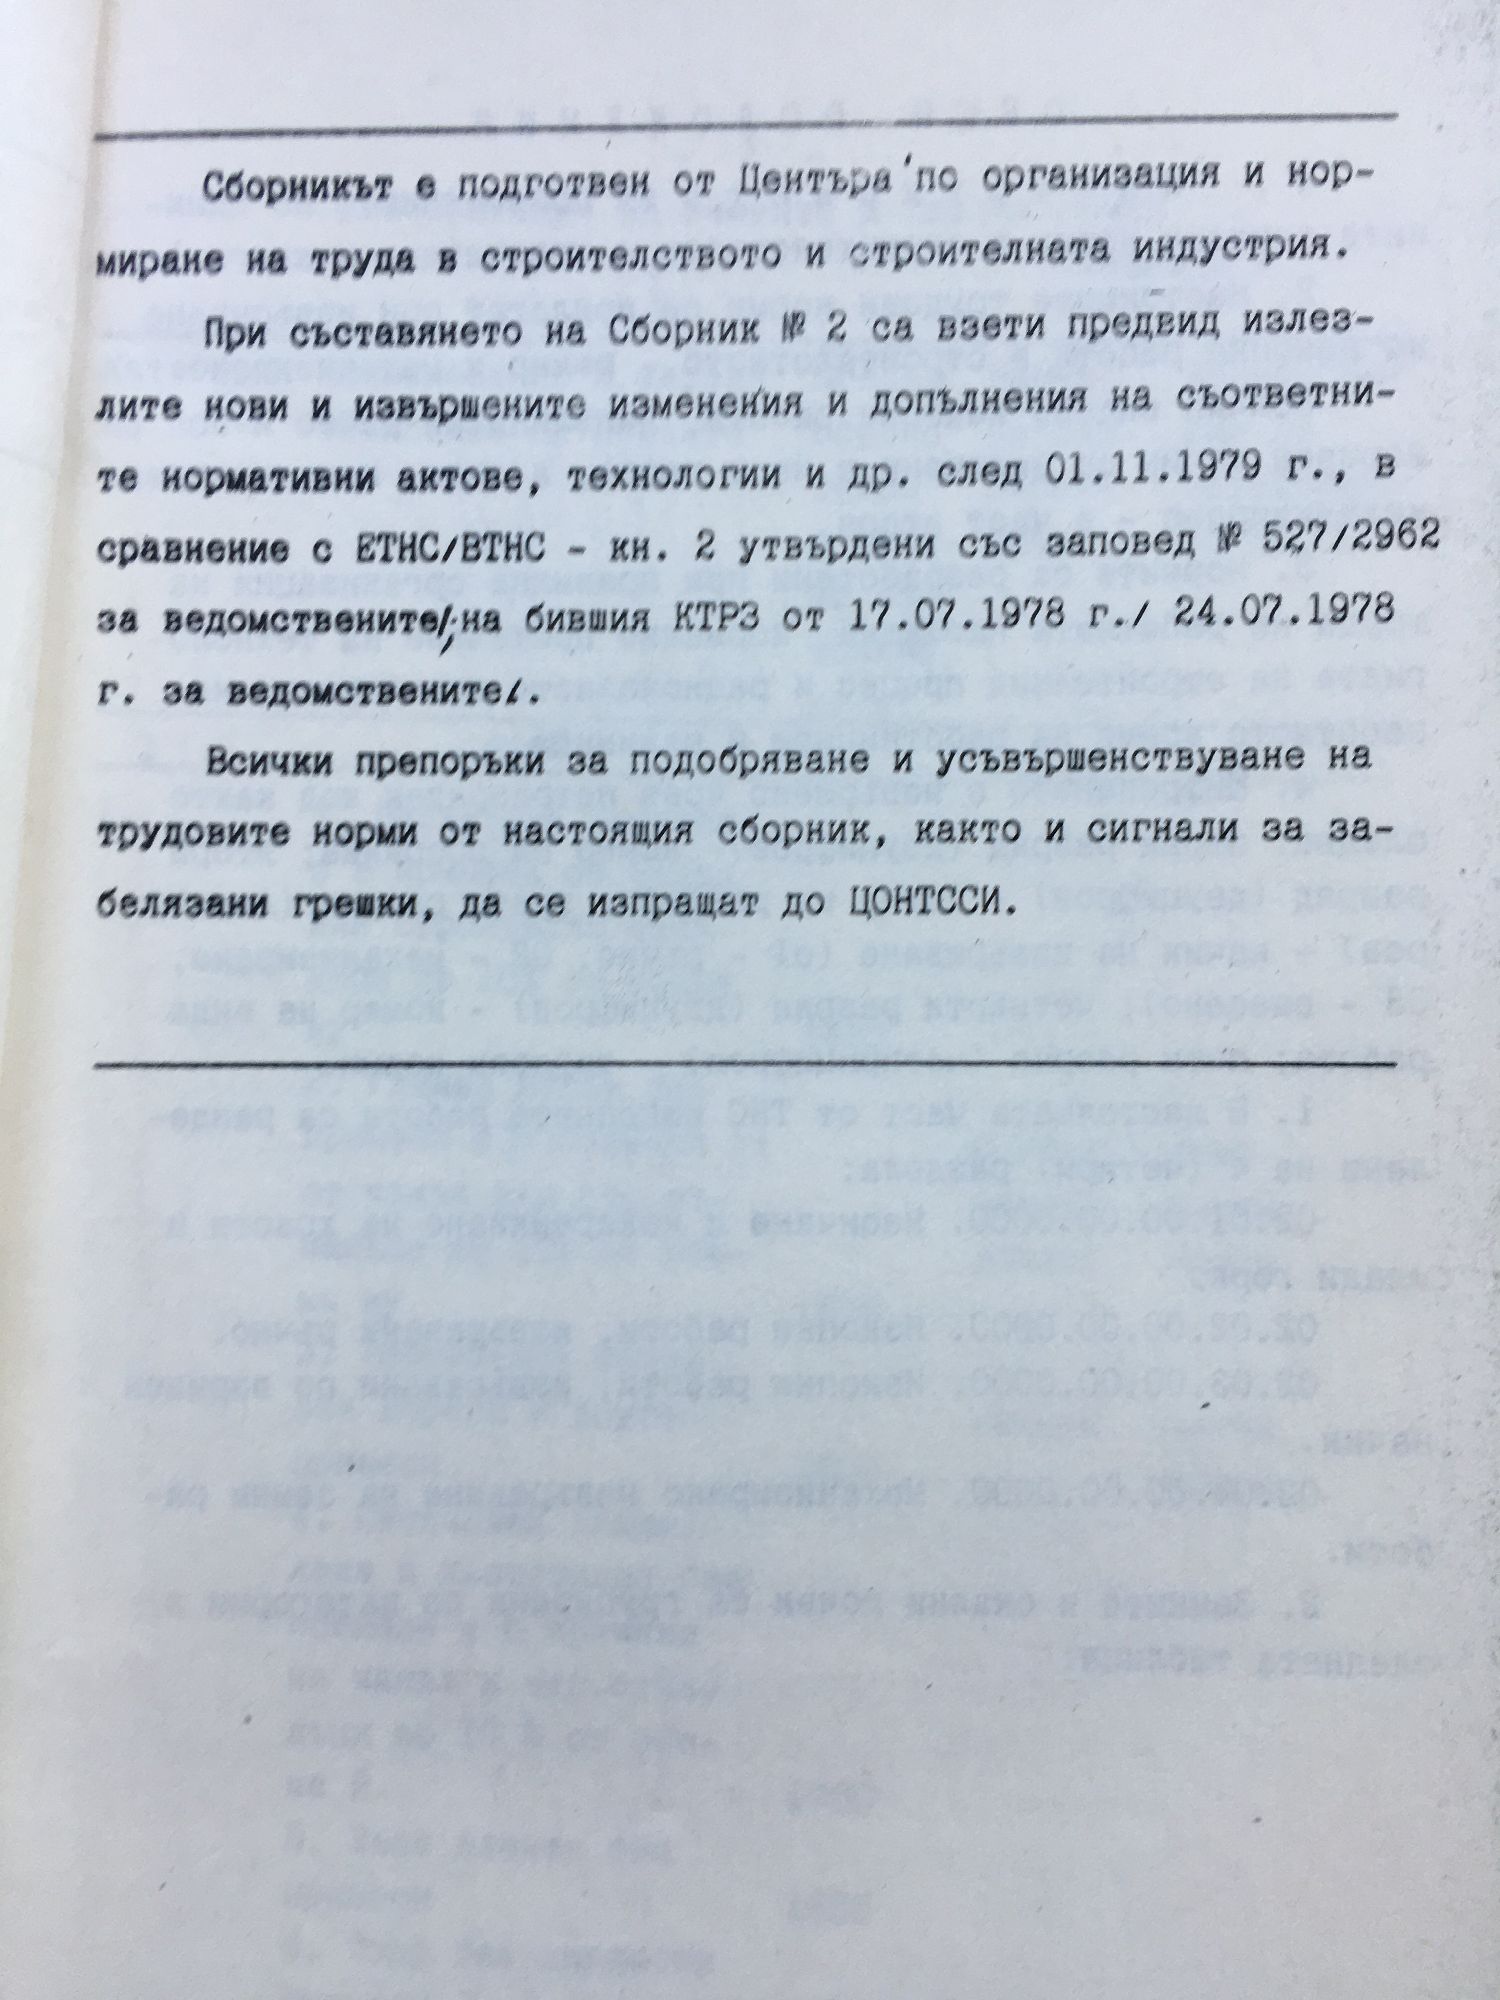 Сборникът е подготвен от Центъра по организация и нор-
миране на труда в строителството и строителната индустрия.
При съставянето на Сборник № 2 са взети предвид излез-
лите нови и извършените изменения и допълнения на съответни-
те нормативни актове, технологии и др. след 01.11.1979 г., в
сравнение с ЕТНС/ВТНС - кн. 2 утвърдени със заповед № 527/2962
за ведомствените/, на бившия КТРЗ от 17.07.1978 г./ 24.07.1978
г. за ведомствените/.
Всички препоръки за подобряване и усъвършенствуване на
трудовите норми от настоящия сборник, както и сигнали за за-
белязани грешки, да се изпращат до ЦОНТССИ.